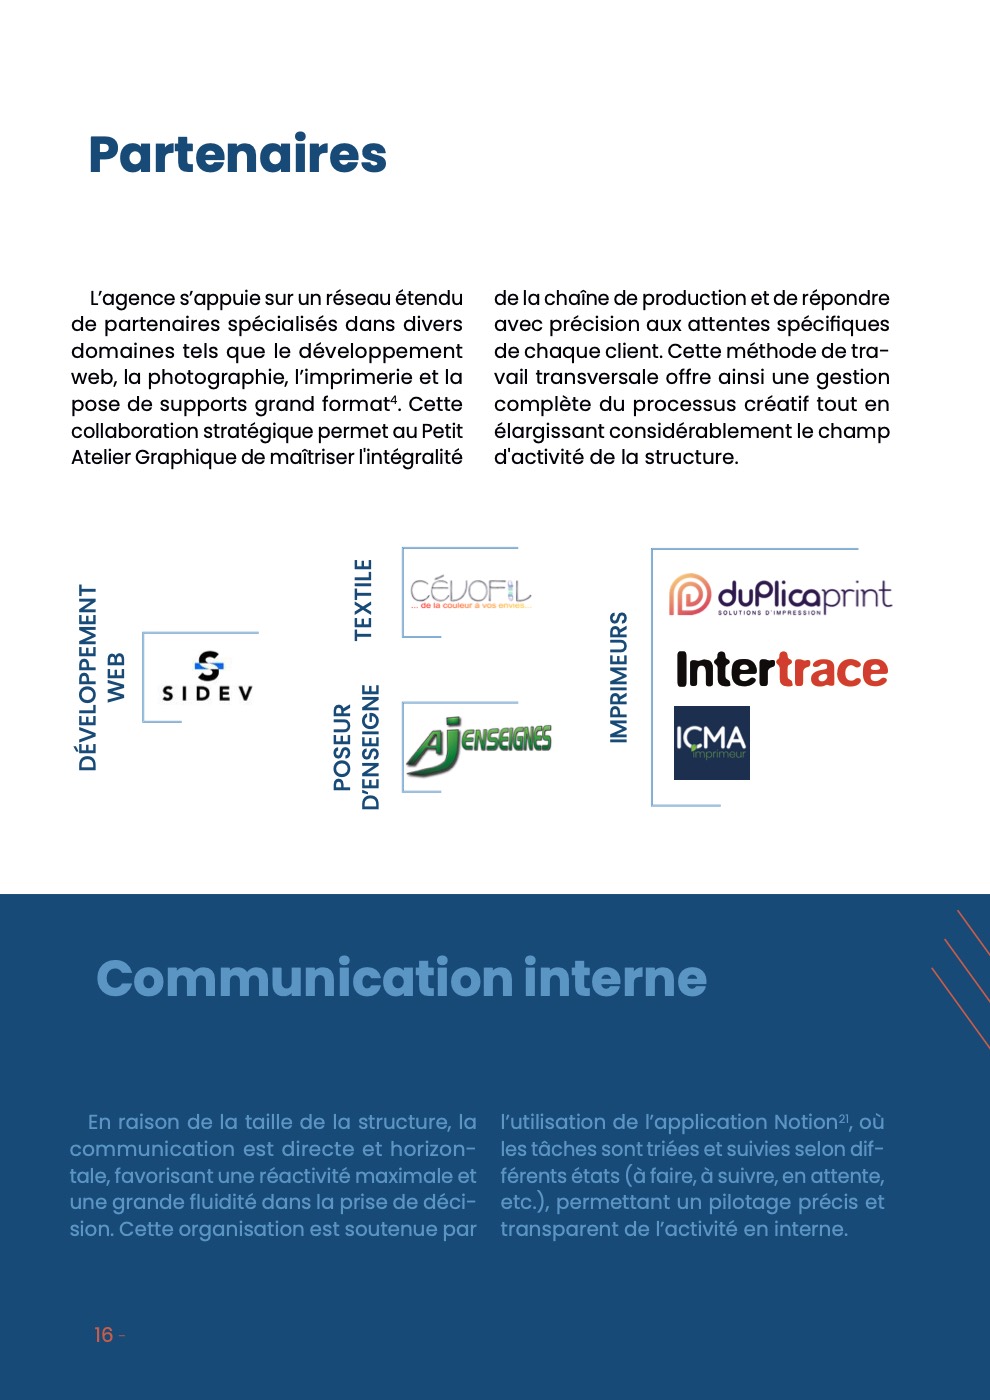 Partenaires
L’agence s’appuie sur un réseau étendu
de partenaires spécialisés dans divers
domaines tels que le développement
web, la photographie, l’imprimerie et la
pose de supports grand format⁴. Cette
collaboration stratégique permet au Petit
Atelier Graphique de maîtriser l'intégralité
de la chaîne de production et de répondre
avec précision aux attentes spécifiques
de chaque client. Cette méthode de tra-
vail transversale offre ainsi une gestion
complète du processus créatif tout en
élargissant considérablement le champ
d'activité de la structure.
DÉVELOPPEMENT
WEB
SIDEV
TEXTILE
CÉVOFIL
... de la couleur à vos envies...
POSEUR
D’ENSEIGNE
AJ ENSEIGNES
IMPRIMEURS
duPlicaprint
SOLUTIONS D'IMPRESSION
Intertrace
ICMA
imprimeur
Communication interne
En raison de la taille de la structure, la
communication est directe et horizon-
tale, favorisant une réactivité maximale et
une grande fluidité dans la prise de déci-
sion. Cette organisation est soutenue par
l’utilisation de l’application Notion²¹, où
les tâches sont triées et suivies selon dif-
férents états (à faire, à suivre, en attente,
etc.), permettant un pilotage précis et
transparent de l’activité en interne.
16 -